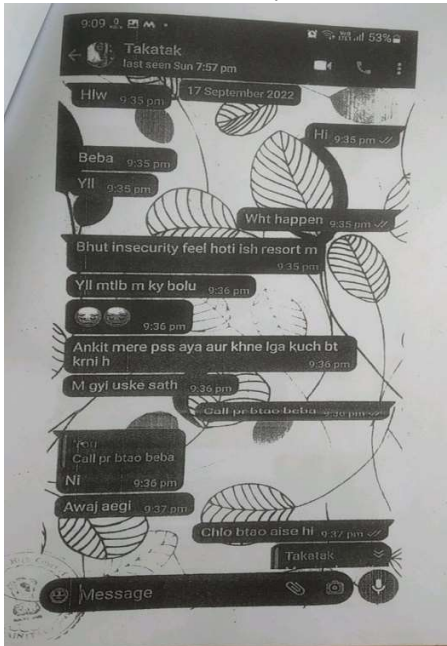 9:09
53%
Takatak
last seen Sun 7:57 pm
17 September 2022
Hlw 9:35 pm
Hi 9:35 pm
Beba 9:35 pm
Yll 9:35 pm
Wht happen 9:35 pm
Bhut insecurity feel hoti ish resort m
9:35 pm
Yll mtlb m ky bolu 9:36 pm
9:36 pm
Ankit mere pss aya aur khne lga kuch bt
krni h 9:36 pm
M gyi uske sath 9:36 pm
Call pr btao beba 9:36 pm
You
Call pr btao beba
Ni 9:36 pm
Awaj aegi 9:37 pm
Chlo btao aise hi 9:37 pm
Takatak
Message